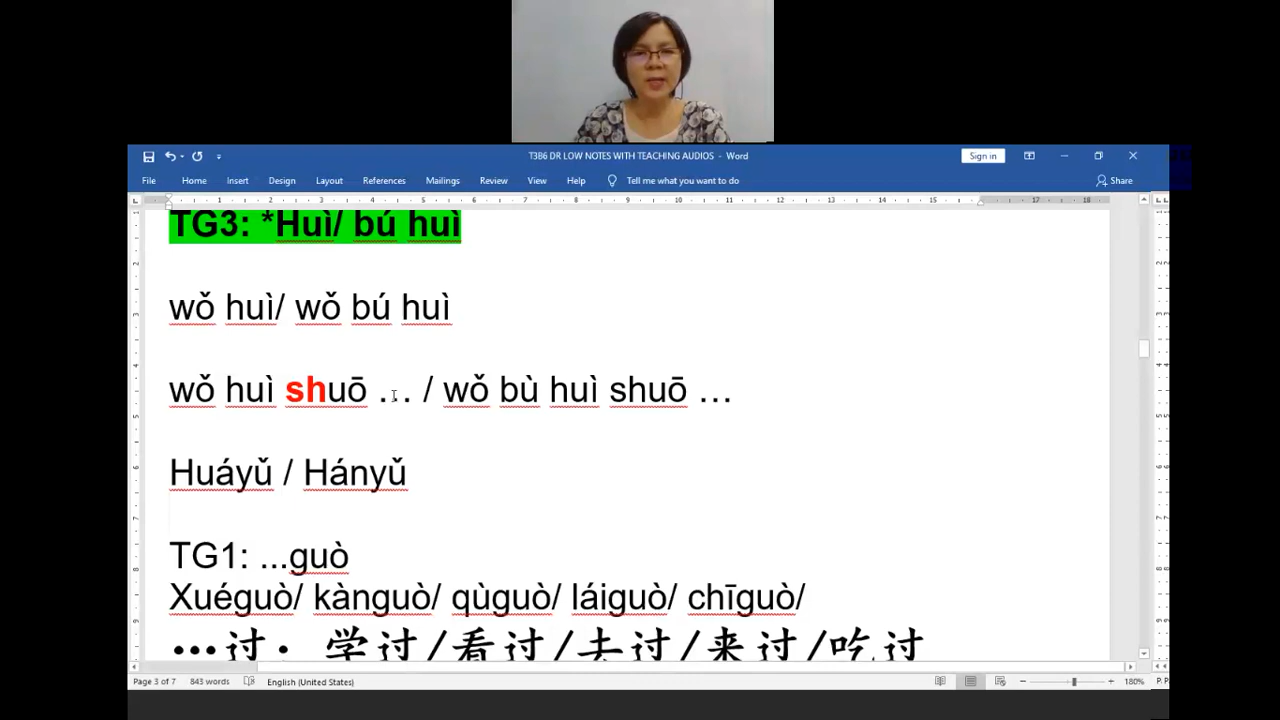 T3B6 DR LOW NOTES WITH TEACHING AUDIOS - Word
Sign in
File Home Insert Design Layout References Mailings Review View Help Tell me what you want to do Share
TG3: *Huì/ bú huì
wǒ huì/ wǒ bú huì
wǒ huì shuō … / wǒ bù huì shuō …
Huáyǔ / Hányǔ
TG1: ...guò
Xuéguò/ kànguò/ qùguò/ láiguò/ chīguò/
…过: 学过/看过/去过/来过/吃过
Page 3 of 7 843 words English (United States) 180%